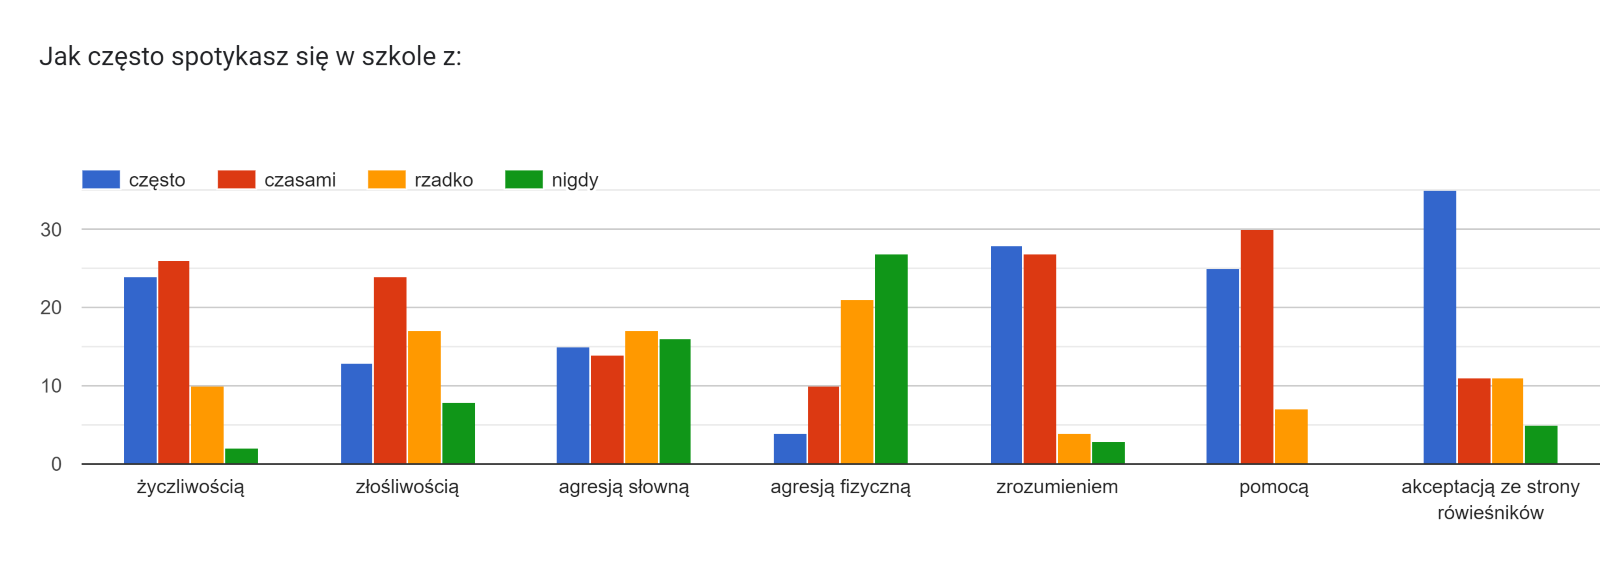 Jak często spotykasz się w szkole z:
często czasami rzadko nigdy
30
20
10
0
życzliwością złośliwością agresją słowną agresją fizyczną zrozumieniem pomocą akceptacją ze strony
rówieśników